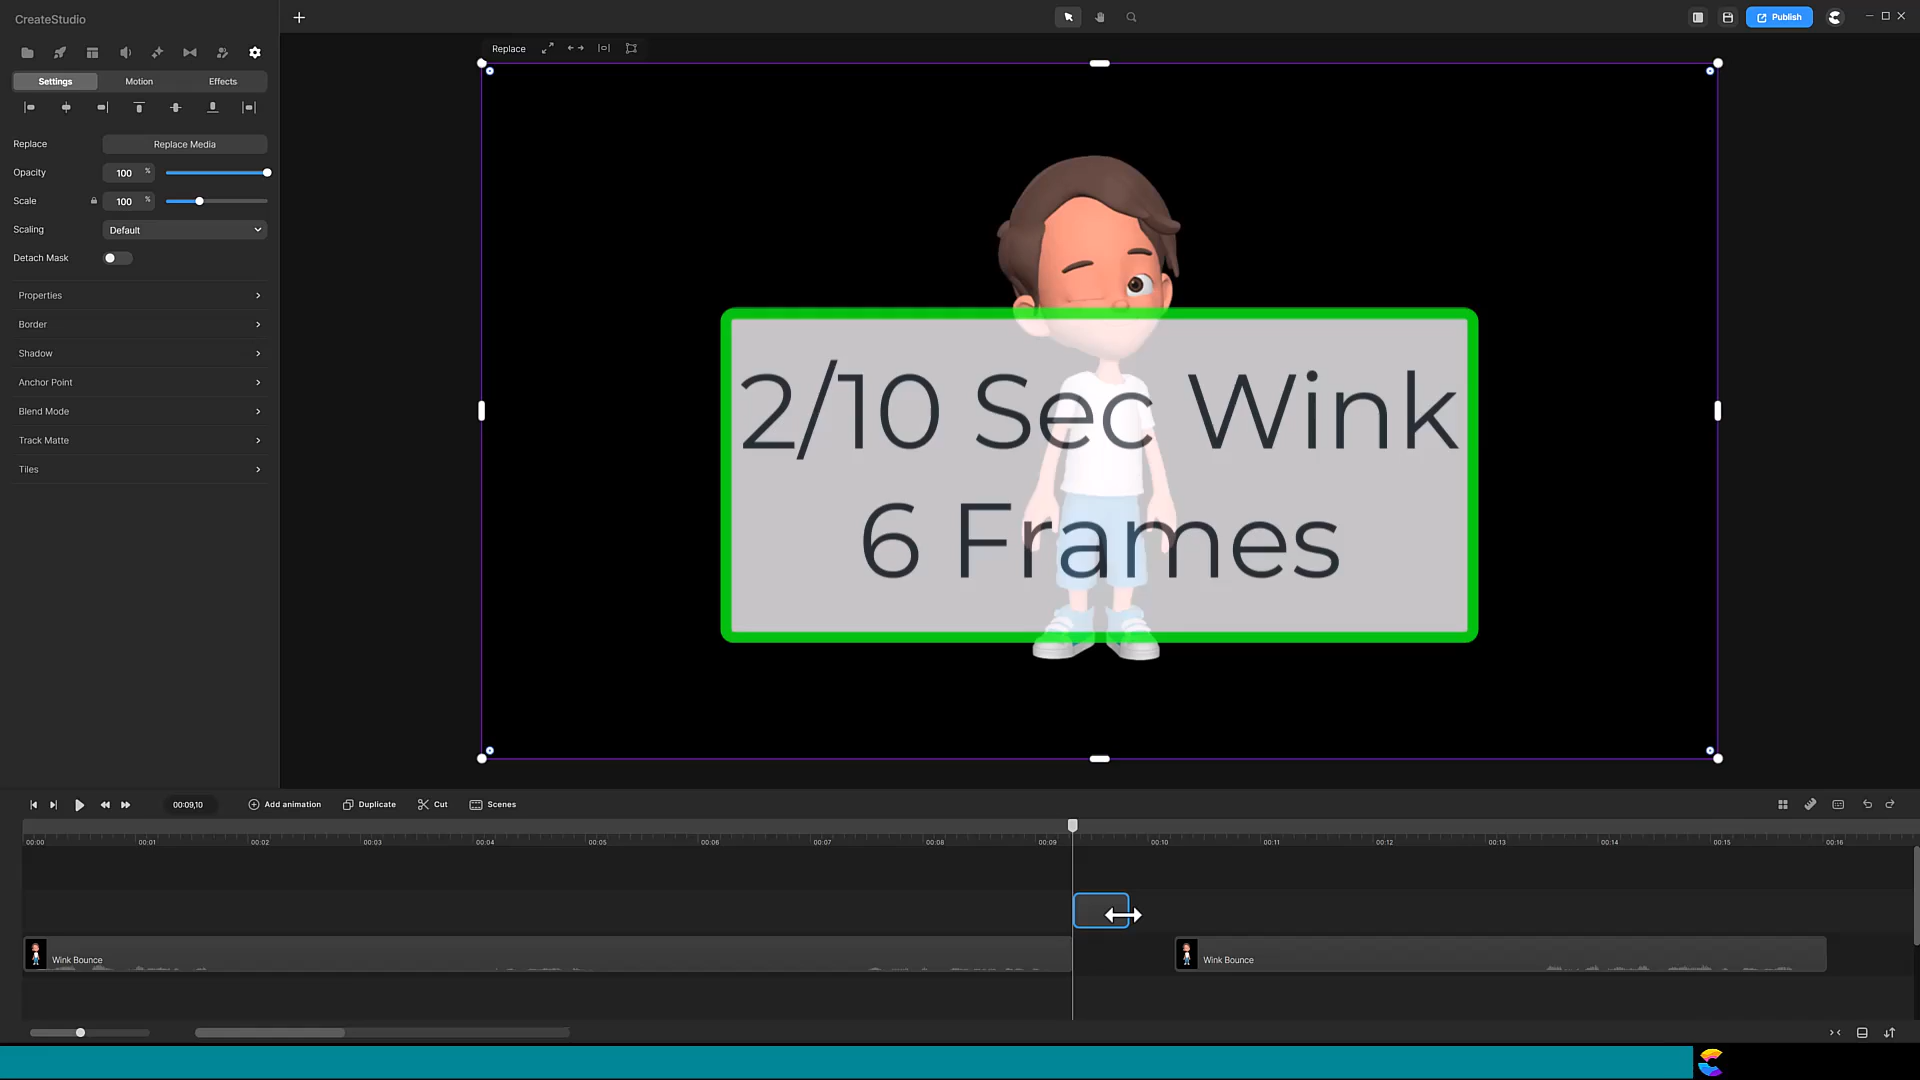 CreateStudio
Publish
Replace
Settings
Motion
Effects
Replace
Replace Media
Opacity
100 %
Scale
100 %
Scaling
Default
Detach Mask
Properties
Border
Shadow
Anchor Point
Blend Mode
Track Matte
Tiles
2/10 Sec Wink
6 Frames
00:09,10
Add animation
Duplicate
Cut
Scenes
00:00
00:01
00:02
00:03
00:04
00:05
00:06
00:07
00:08
00:09
00:10
00:11
00:12
00:13
00:14
00:15
00:16
Wink Bounce
Wink Bounce